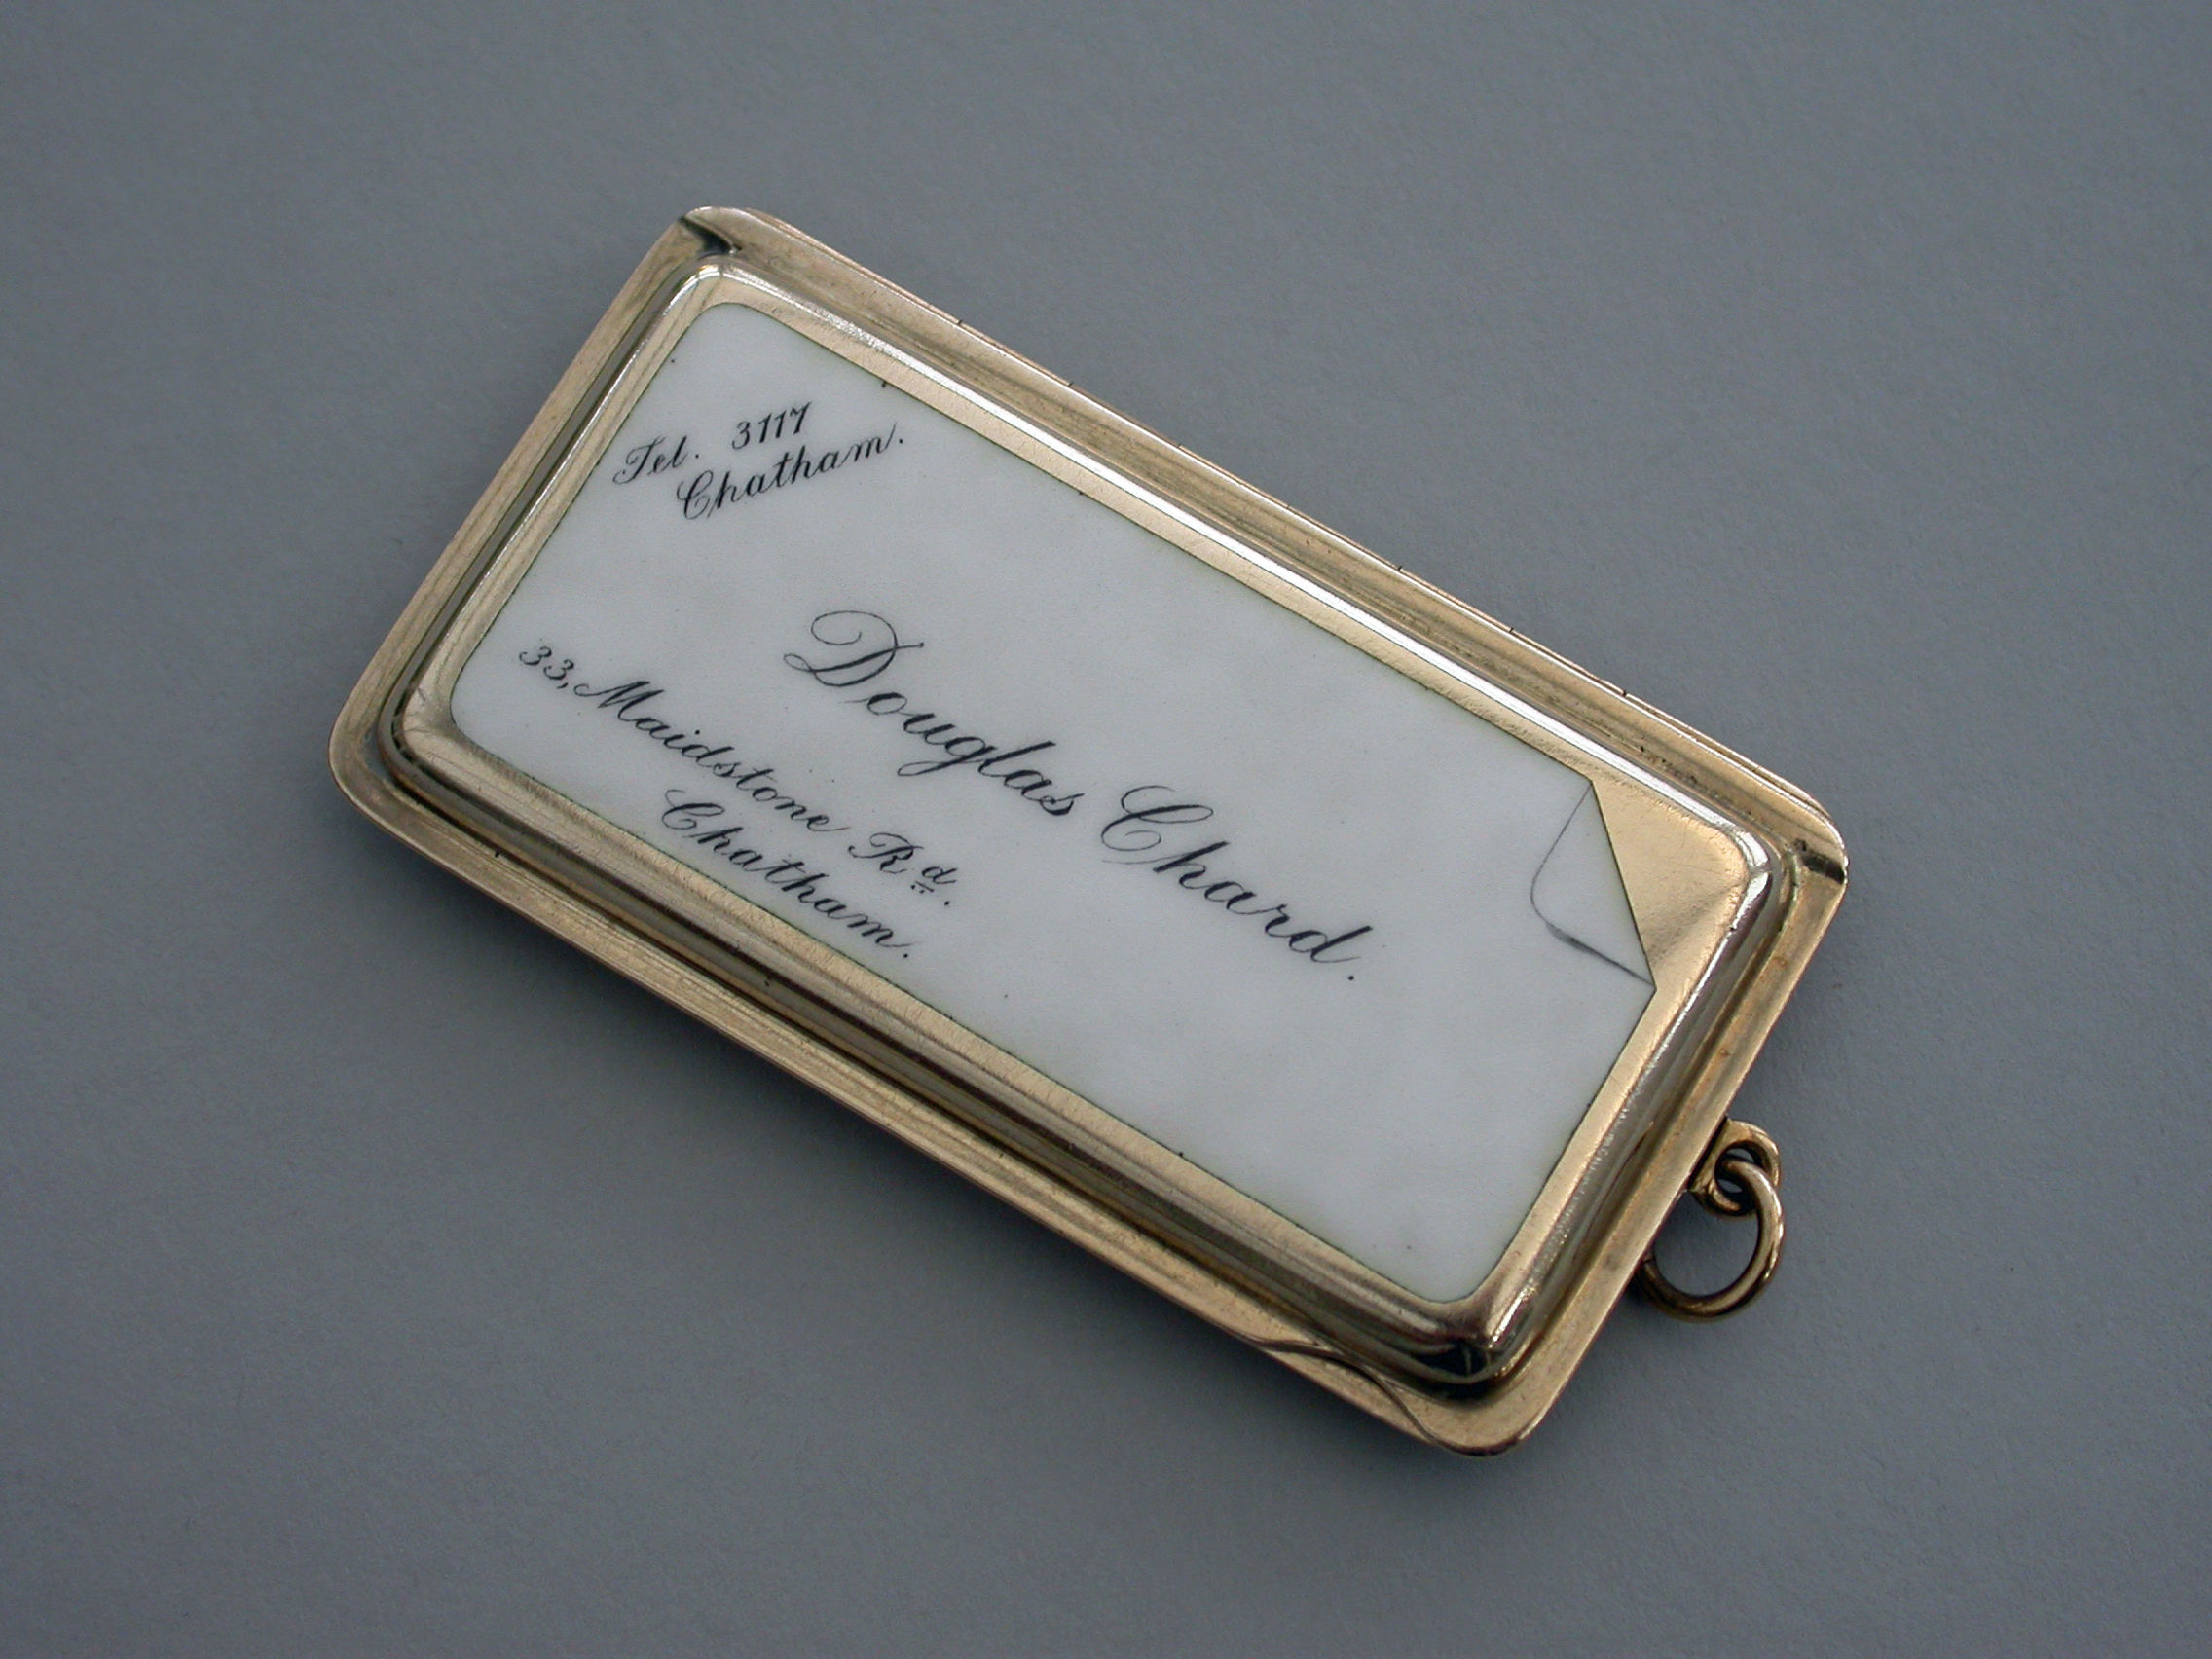 Tel. 3117
Chatham.
Douglas Chard.
33, Maidstone Rd.
Chatham.